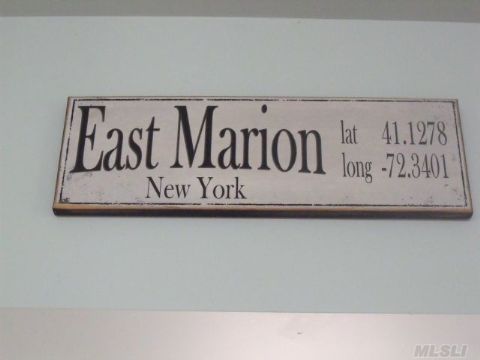 East Marion
New York
lat 41.1278
long -72.3401
MLSLI